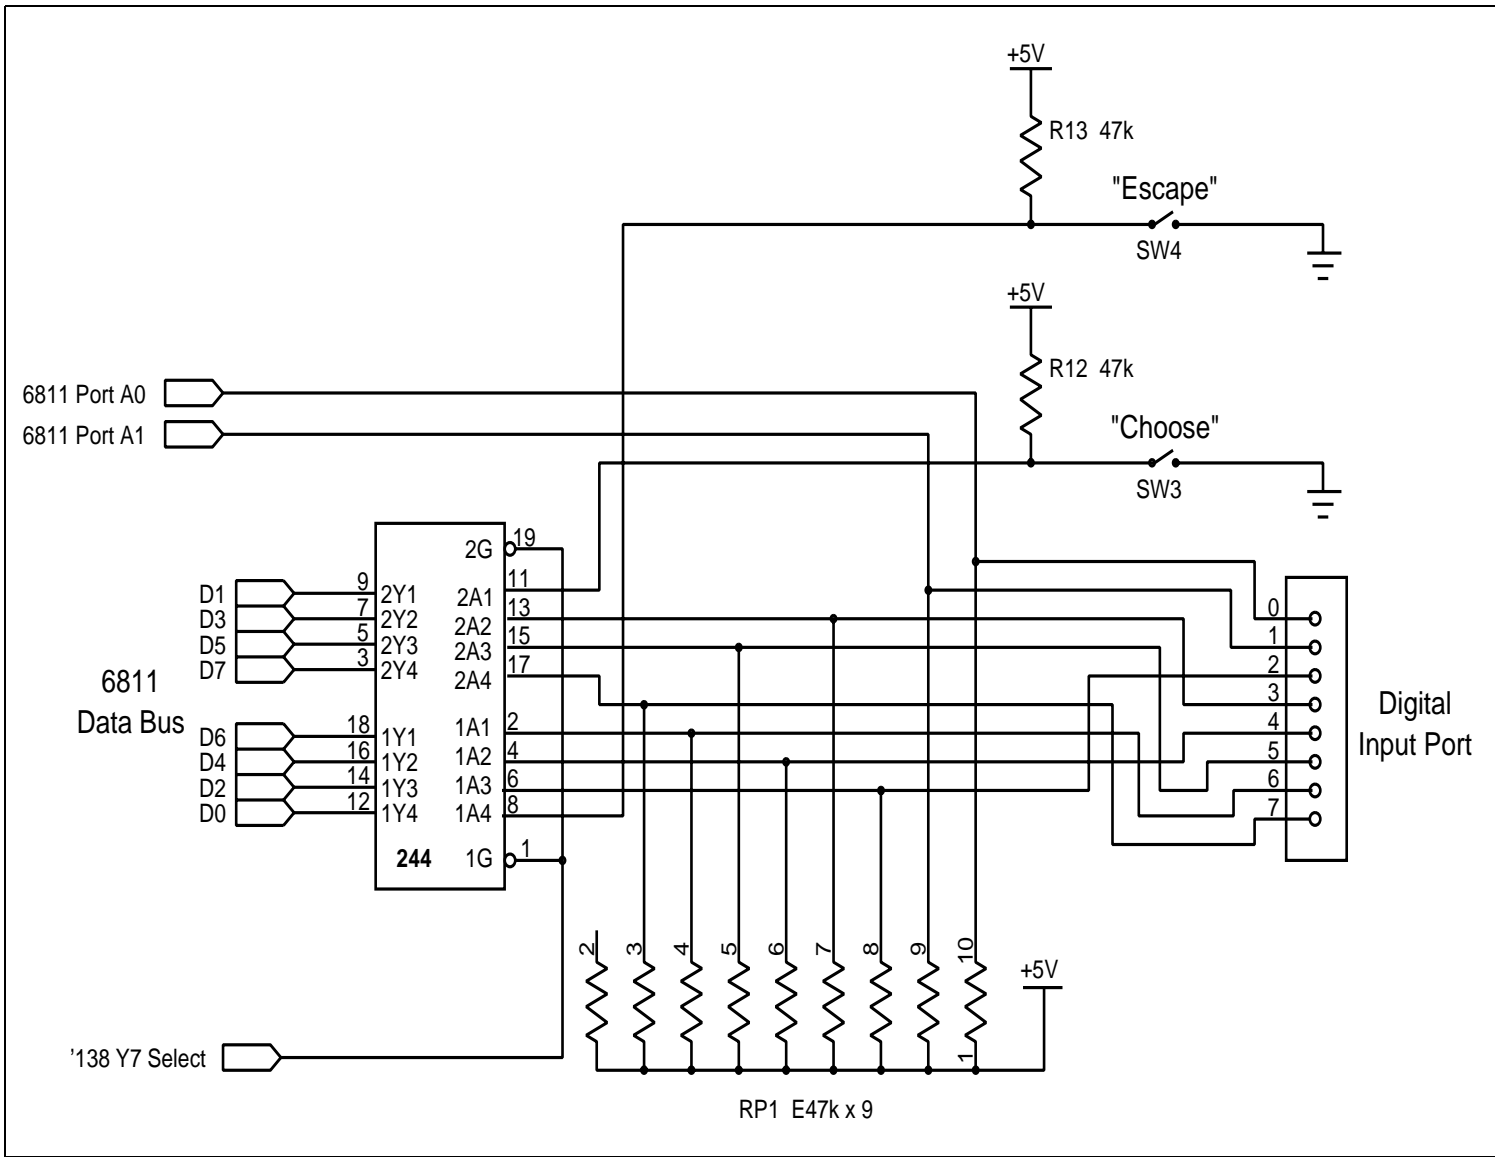 +5V
R13 47k
"Escape"
SW4
+5V
R12 47k
6811 Port A0
"Choose"
6811 Port A1
SW3
2G 19
D1 9 2Y1 2A1 11
D3 7 2Y2 2A2 13
D5 5 2Y3 2A3 15
D7 3 2Y4 2A4 17
6811
Data Bus
D6 18 1Y1 1A1 2
D4 16 1Y2 1A2 4
D2 14 1Y3 1A3 6
D0 12 1Y4 1A4 8
244 1G 1
0
1
2
3
4
5
6
7
Digital
Input Port
2 3 4 5 6 7 8 9 10
+5V
1
'138 Y7 Select
RP1 E47k x 9